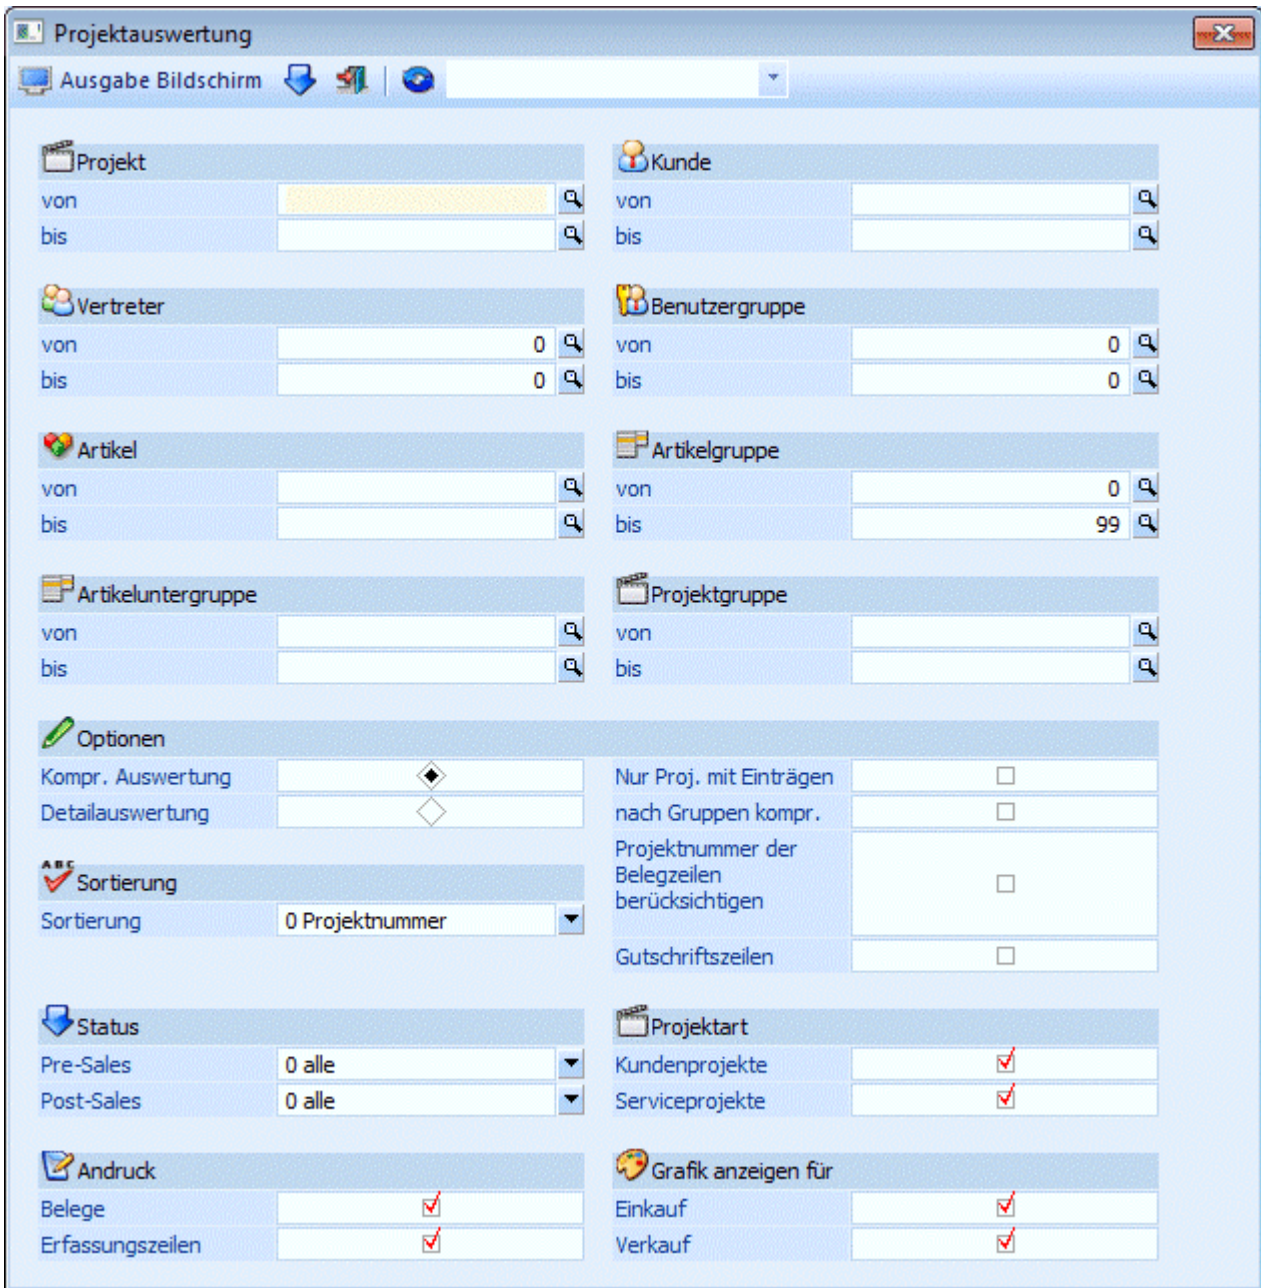 Projektauswertung
Ausgabe Bildschirm
Projekt
von
bis
Kunde
von
bis
Vertreter
von 0
bis 0
Benutzergruppe
von 0
bis 0
Artikel
von
bis
Artikelgruppe
von 0
bis 99
Artikeluntergruppe
von
bis
Projektgruppe
von
bis
Optionen
Kompr. Auswertung
Detailauswertung
Nur Proj. mit Einträgen
nach Gruppen kompr.
Projektnummer der
Belegzeilen
berücksichtigen
Gutschriftszeilen
ABC
Sortierung
Sortierung 0 Projektnummer
Status
Pre-Sales 0 alle
Post-Sales 0 alle
Projektart
Kundenprojekte
Serviceprojekte
Andruck
Belege
Erfassungszeilen
Grafik anzeigen für
Einkauf
Verkauf